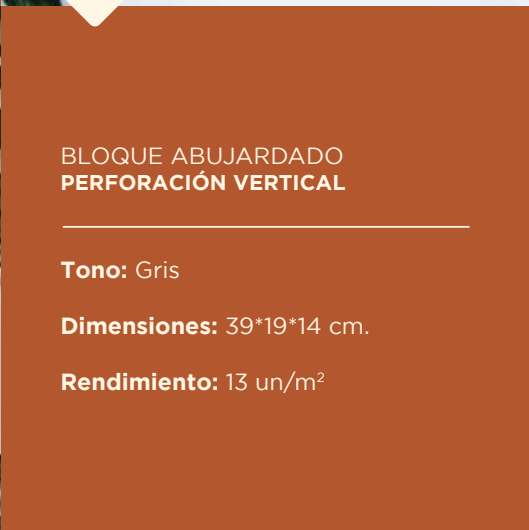 BLOQUE ABUJARDADO
PERFORACIÓN VERTICAL
Tono: Gris
Dimensiones: 39*19*14 cm.
Rendimiento: 13 un/m²